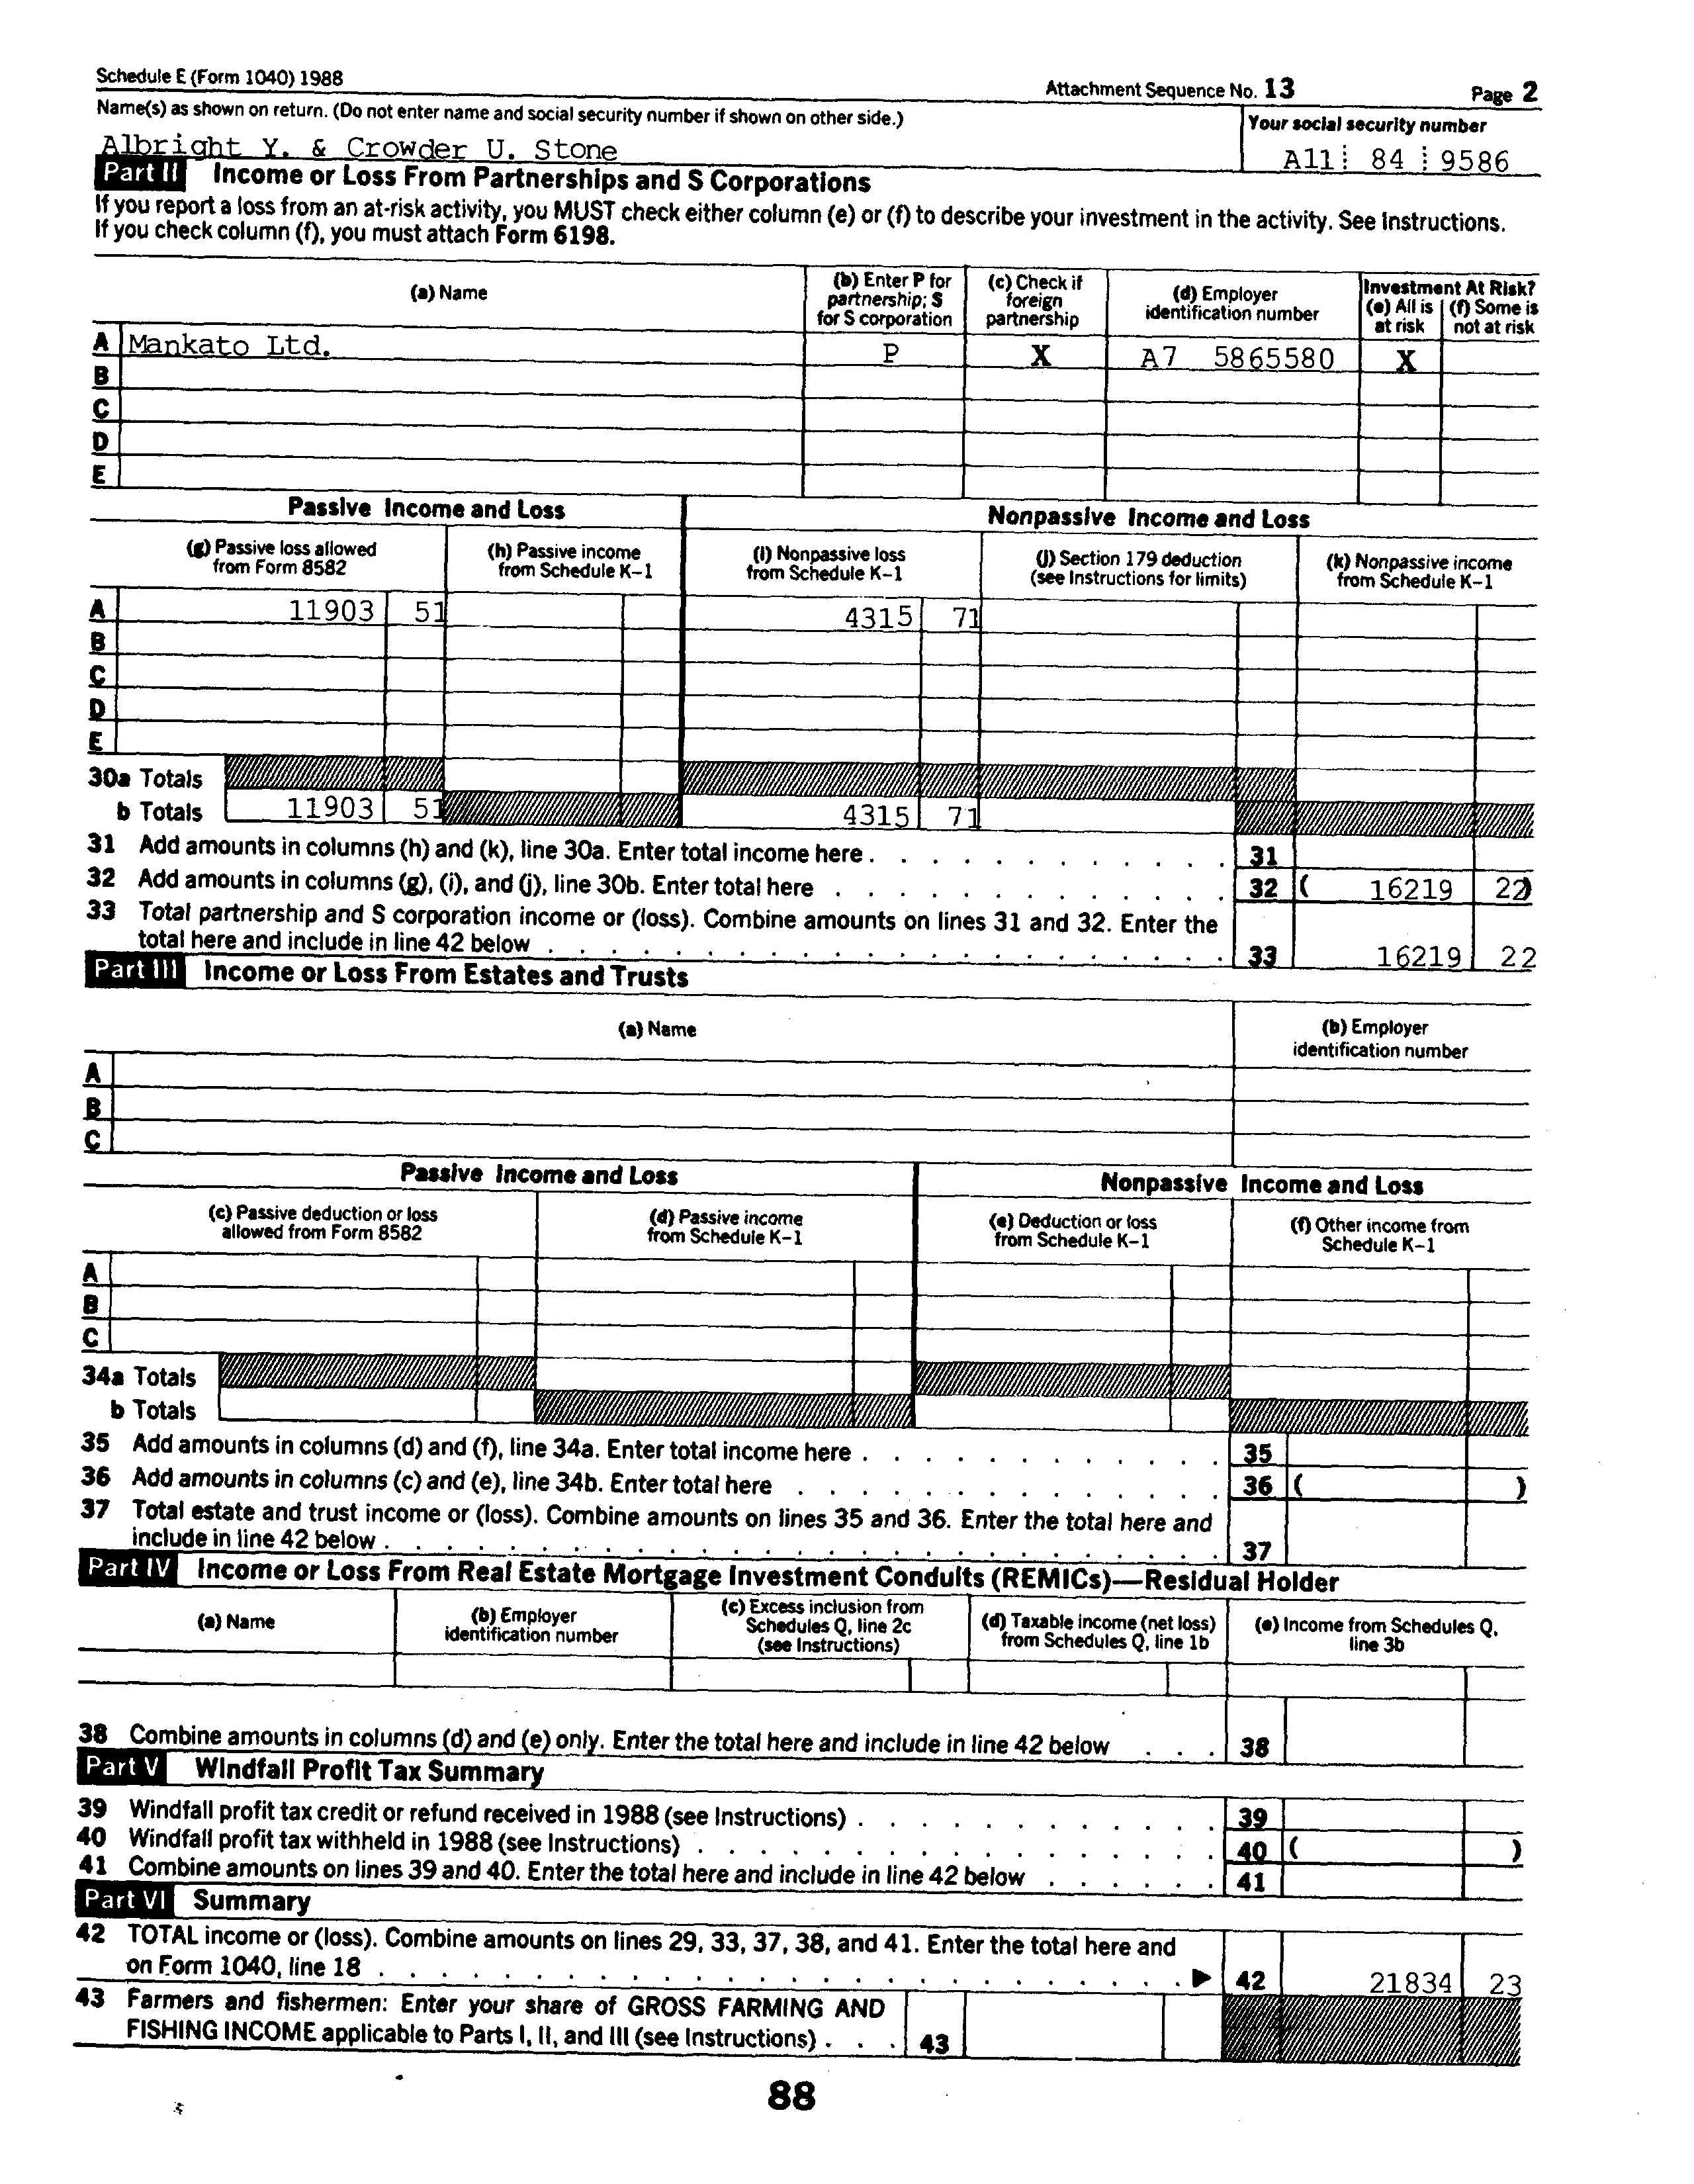 Schedule E (Form 1040) 1988 Attachment Sequence No. 13 Page 2
Name(s) as shown on return. (Do not enter name and social security number if shown on other side.) Your social security number
Albright Y. & Crowder U. Stone A11 84 9586
Part II Income or Loss From Partnerships and S Corporations
If you report a loss from an at-risk activity, you MUST check either column (e) or (f) to describe your investment in the activity. See Instructions.
If you check column (f), you must attach Form 6198.
(a) Name (b) Enter P for partnership; S for S corporation (c) Check if foreign partnership (d) Employer identification number Investment At Risk? (e) All is at risk (f) Some is not at risk
A Mankato Ltd. P X A7 5865580 X
B
C
D
E
Passive Income and Loss Nonpassive Income and Loss
(g) Passive loss allowed from Form 8582 (h) Passive income from Schedule K-1 (i) Nonpassive loss from Schedule K-1 (j) Section 179 deduction (see Instructions for limits) (k) Nonpassive income from Schedule K-1
A 11903 51 4315 71
B
C
D
E
30a Totals
b Totals 11903 51 4315 71
31 Add amounts in columns (h) and (k), line 30a. Enter total income here . . . . . . . . . . . . 31
32 Add amounts in columns (g), (i), and (j), line 30b. Enter total here . . . . . . . . . . . . . 32 ( 16219 22)
33 Total partnership and S corporation income or (loss). Combine amounts on lines 31 and 32. Enter the
total here and include in line 42 below . . . . . . . . . . . . . . . . . . . . . . 33 16219 22
Part III Income or Loss From Estates and Trusts
(a) Name (b) Employer identification number
A
B
C
Passive Income and Loss Nonpassive Income and Loss
(c) Passive deduction or loss allowed from Form 8582 (d) Passive income from Schedule K-1 (e) Deduction or loss from Schedule K-1 (f) Other income from Schedule K-1
A
B
C
34a Totals
b Totals
35 Add amounts in columns (d) and (f), line 34a. Enter total income here . . . . . . . . . . . . 35
36 Add amounts in columns (c) and (e), line 34b. Enter total here . . . . . . . . . . . . . . 36 ( )
37 Total estate and trust income or (loss). Combine amounts on lines 35 and 36. Enter the total here and
include in line 42 below . . . . . . . . . . . . . . . . . . . . . . . . . . . 37
Part IV Income or Loss From Real Estate Mortgage Investment Conduits (REMICs)—Residual Holder
(a) Name (b) Employer identification number (c) Excess inclusion from Schedules Q, line 2c (see Instructions) (d) Taxable income (net loss) from Schedules Q, line 1b (e) Income from Schedules Q, line 3b
38 Combine amounts in columns (d) and (e) only. Enter the total here and include in line 42 below . . . 38
Part V Windfall Profit Tax Summary
39 Windfall profit tax credit or refund received in 1988 (see Instructions) . . . . . . . . . . . . 39
40 Windfall profit tax withheld in 1988 (see Instructions) . . . . . . . . . . . . . . . . . 40 ( )
41 Combine amounts on lines 39 and 40. Enter the total here and include in line 42 below . . . . . . 41
Part VI Summary
42 TOTAL income or (loss). Combine amounts on lines 29, 33, 37, 38, and 41. Enter the total here and
on Form 1040, line 18 . . . . . . . . . . . . . . . . . . . . . . . . . . ▶ 42 21834 23
43 Farmers and fishermen: Enter your share of GROSS FARMING AND
FISHING INCOME applicable to Parts I, II, and III (see Instructions) . . . 43
88